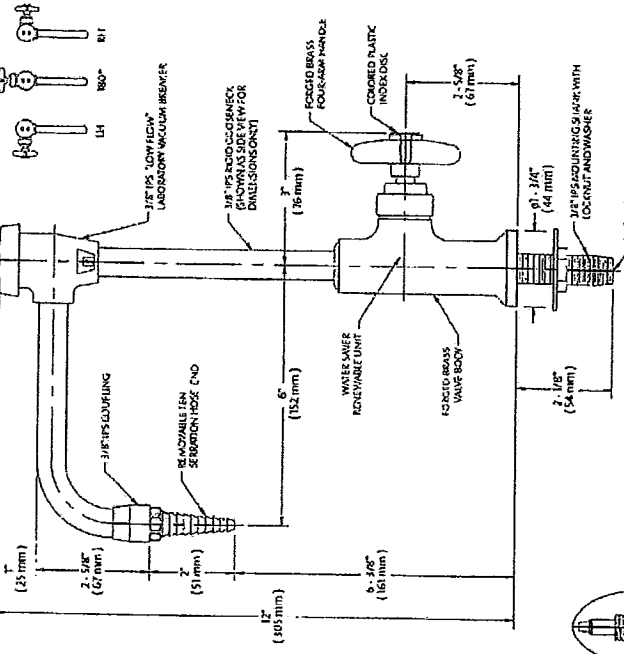 LH
180°
RH
3/8" IPS "LOW FLOW"
LABORATORY VACUUM BREAKER
3/8" IPS RIGID GOOSENECK
(SHOWN AS SIDE VIEW FOR
DIMENSIONS ONLY)
FORGED BRASS
FOUR-ARM HANDLE
COLORED PLASTIC
INDEX DISC
3/8" IPS COUPLING
REMOVABLE TEN
SERRATION HOSE END
WATER SAVER
RENEWABLE UNIT
FORGED BRASS
VALVE BODY
3/8" IPS MOUNTING SHANK WITH
LOCKNUT AND WASHER
1"
(25 mm)
2 - 5/8"
(67 mm)
2"
(51 mm)
6 - 3/8"
(161 mm)
12"
(305 mm)
6"
(152 mm)
3"
(76 mm)
2 - 5/8"
(67 mm)
ø1 - 3/4"
(44 mm)
2 - 1/8"
(54 mm)